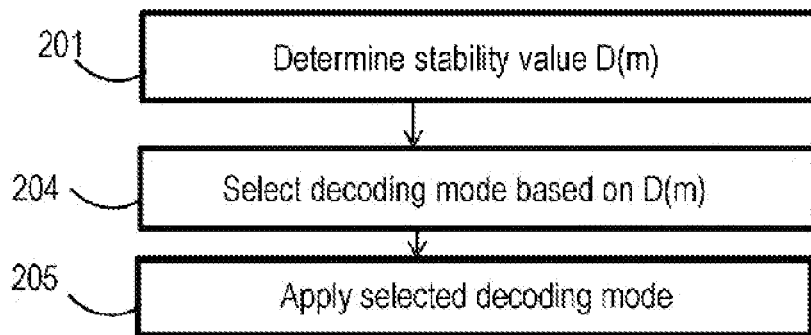 201
Determine stability value D(m)
204
Select decoding mode based on D(m)
205
Apply selected decoding mode